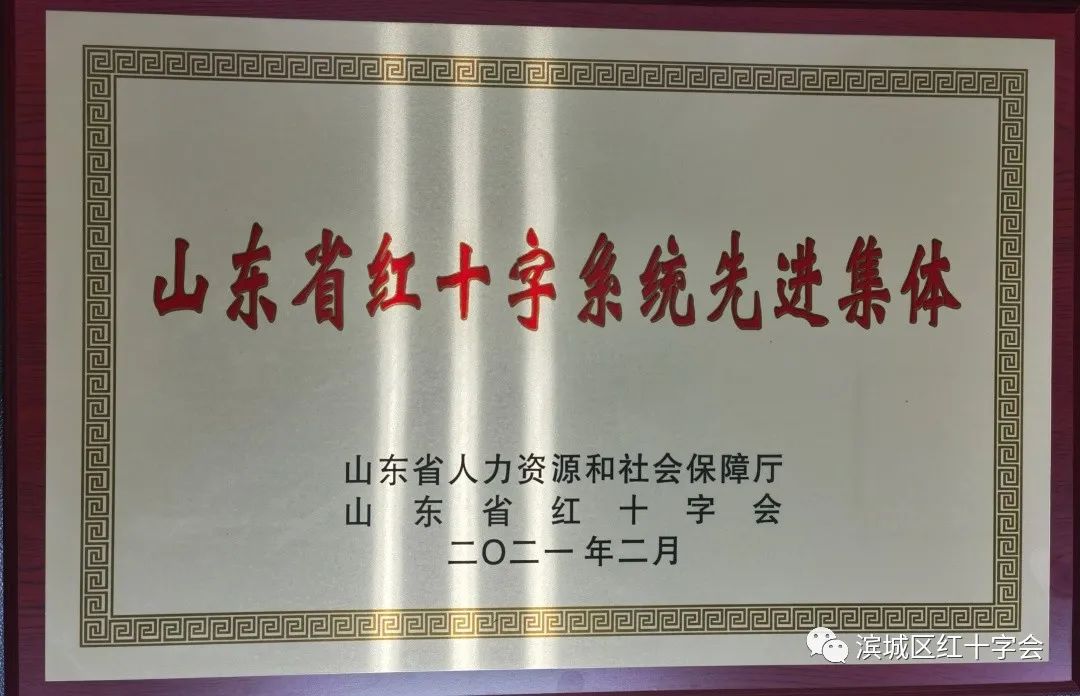 山东省红十字系统先进集体
山东省人力资源和社会保障厅
山东省红十字会
二〇二一年二月
滨城区红十字会